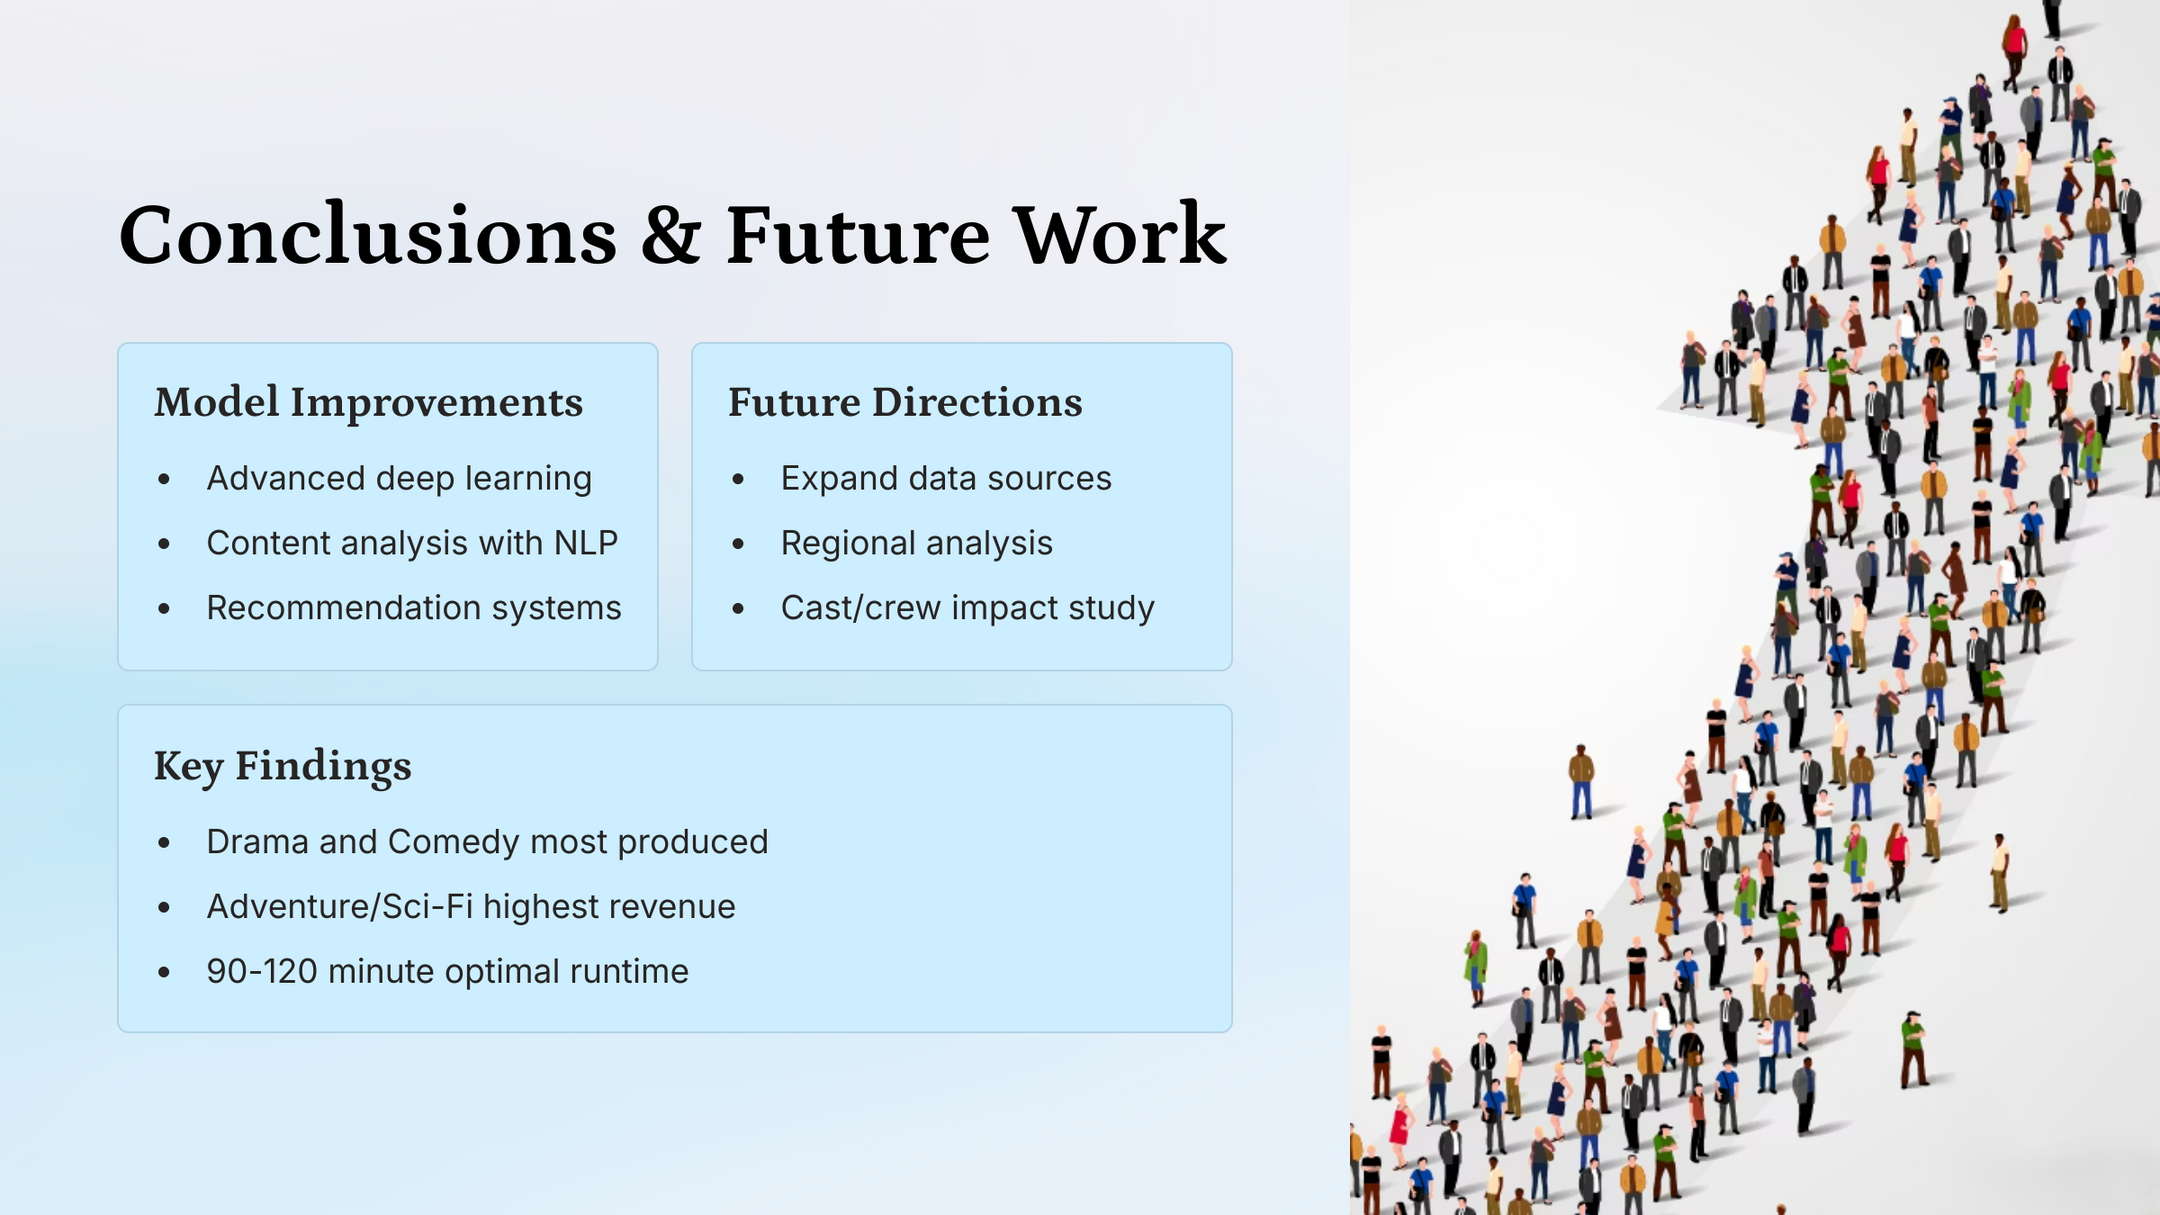 Conclusions & Future Work
Model Improvements
• Advanced deep learning
• Content analysis with NLP
• Recommendation systems
Future Directions
• Expand data sources
• Regional analysis
• Cast/crew impact study
Key Findings
• Drama and Comedy most produced
• Adventure/Sci-Fi highest revenue
• 90-120 minute optimal runtime